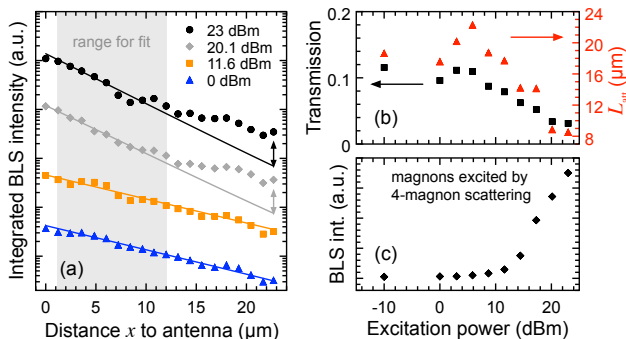 Integrated BLS intensity (a.u.)
range for fit
23 dBm
20.1 dBm
11.6 dBm
0 dBm
(a)
0 5 10 15 20
Distance x to antenna (µm)
Transmission
0.2
0.1
0
(b)
24
20
16
12
8
L_att (µm)
BLS int. (a.u.)
magnons excited by
4-magnon scattering
(c)
-10 0 10 20
Excitation power (dBm)